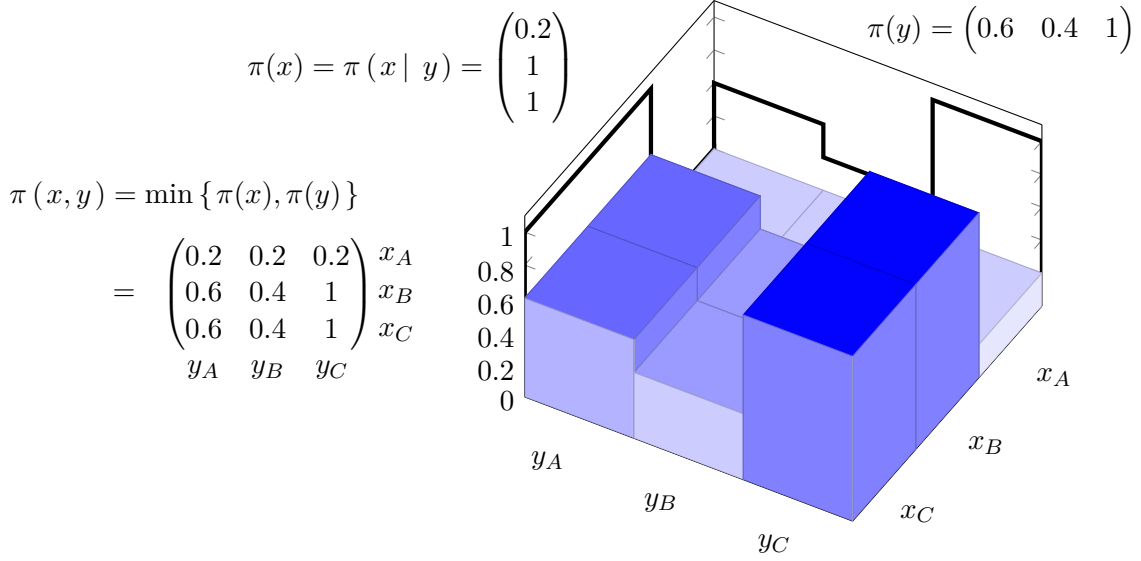 π(x) = π ( x | y ) = (0.2
1
1)
π(y) = (0.6 0.4 1)
π ( x, y ) = min { π(x), π(y) }
= (0.2 0.2 0.2) x_A
(0.6 0.4 1) x_B
(0.6 0.4 1) x_C
y_A y_B y_C
1
0.8
0.6
0.4
0.2
0
y_A
y_B
y_C
x_C
x_B
x_A